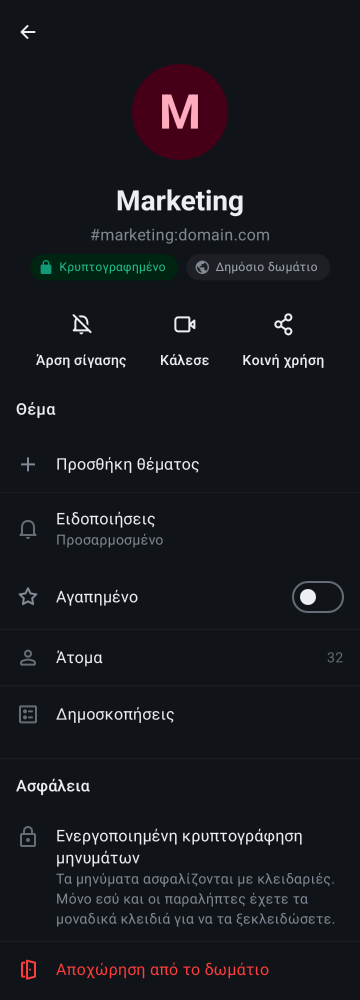 M
Marketing
#marketing:domain.com
Κρυπτογραφημένο Δημόσιο δωμάτιο
Άρση σίγασης Κάλεσε Κοινή χρήση
Θέμα
Προσθήκη θέματος
Ειδοποιήσεις
Προσαρμοσμένο
Αγαπημένο
Άτομα 32
Δημοσκοπήσεις
Ασφάλεια
Ενεργοποιημένη κρυπτογράφηση
μηνυμάτων
Τα μηνύματα ασφαλίζονται με κλειδαριές.
Μόνο εσύ και οι παραλήπτες έχετε τα
μοναδικά κλειδιά για να τα ξεκλειδώσετε.
Αποχώρηση από το δωμάτιο